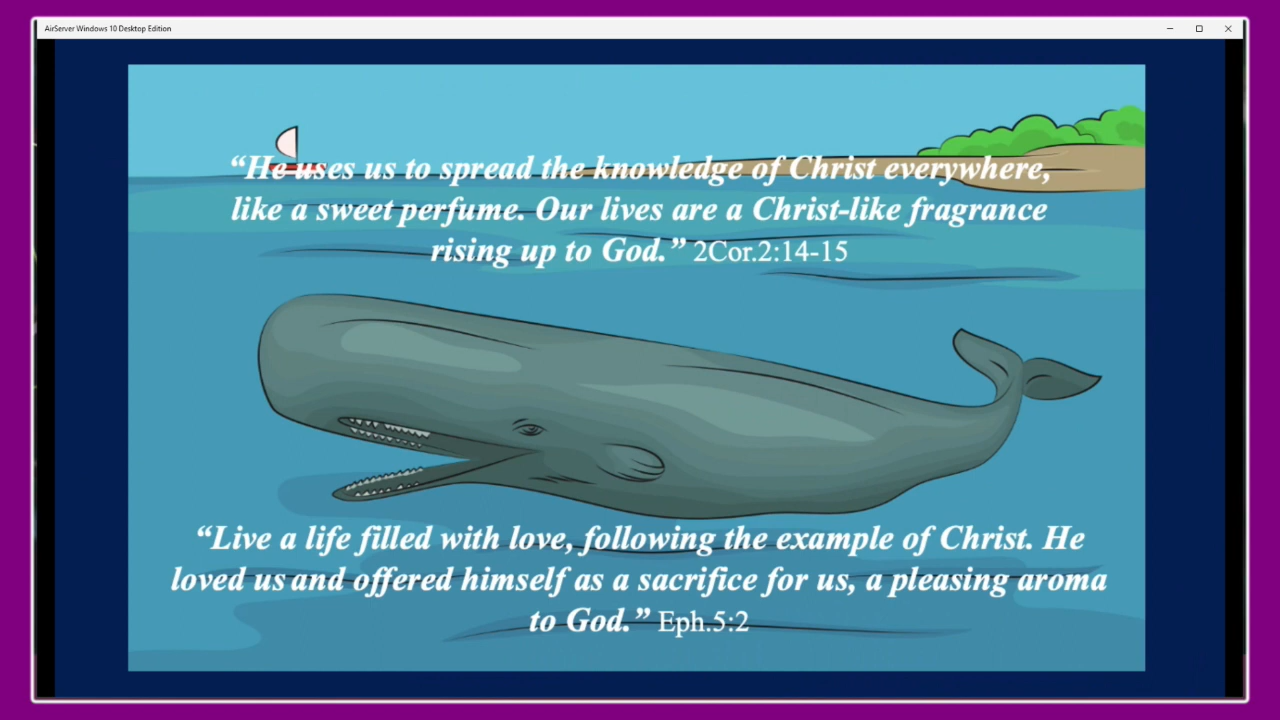 AirServer Windows 10 Desktop Edition
“He uses us to spread the knowledge of Christ everywhere,
like a sweet perfume. Our lives are a Christ-like fragrance
rising up to God.” 2Cor.2:14-15
“Live a life filled with love, following the example of Christ. He
loved us and offered himself as a sacrifice for us, a pleasing aroma
to God.” Eph.5:2